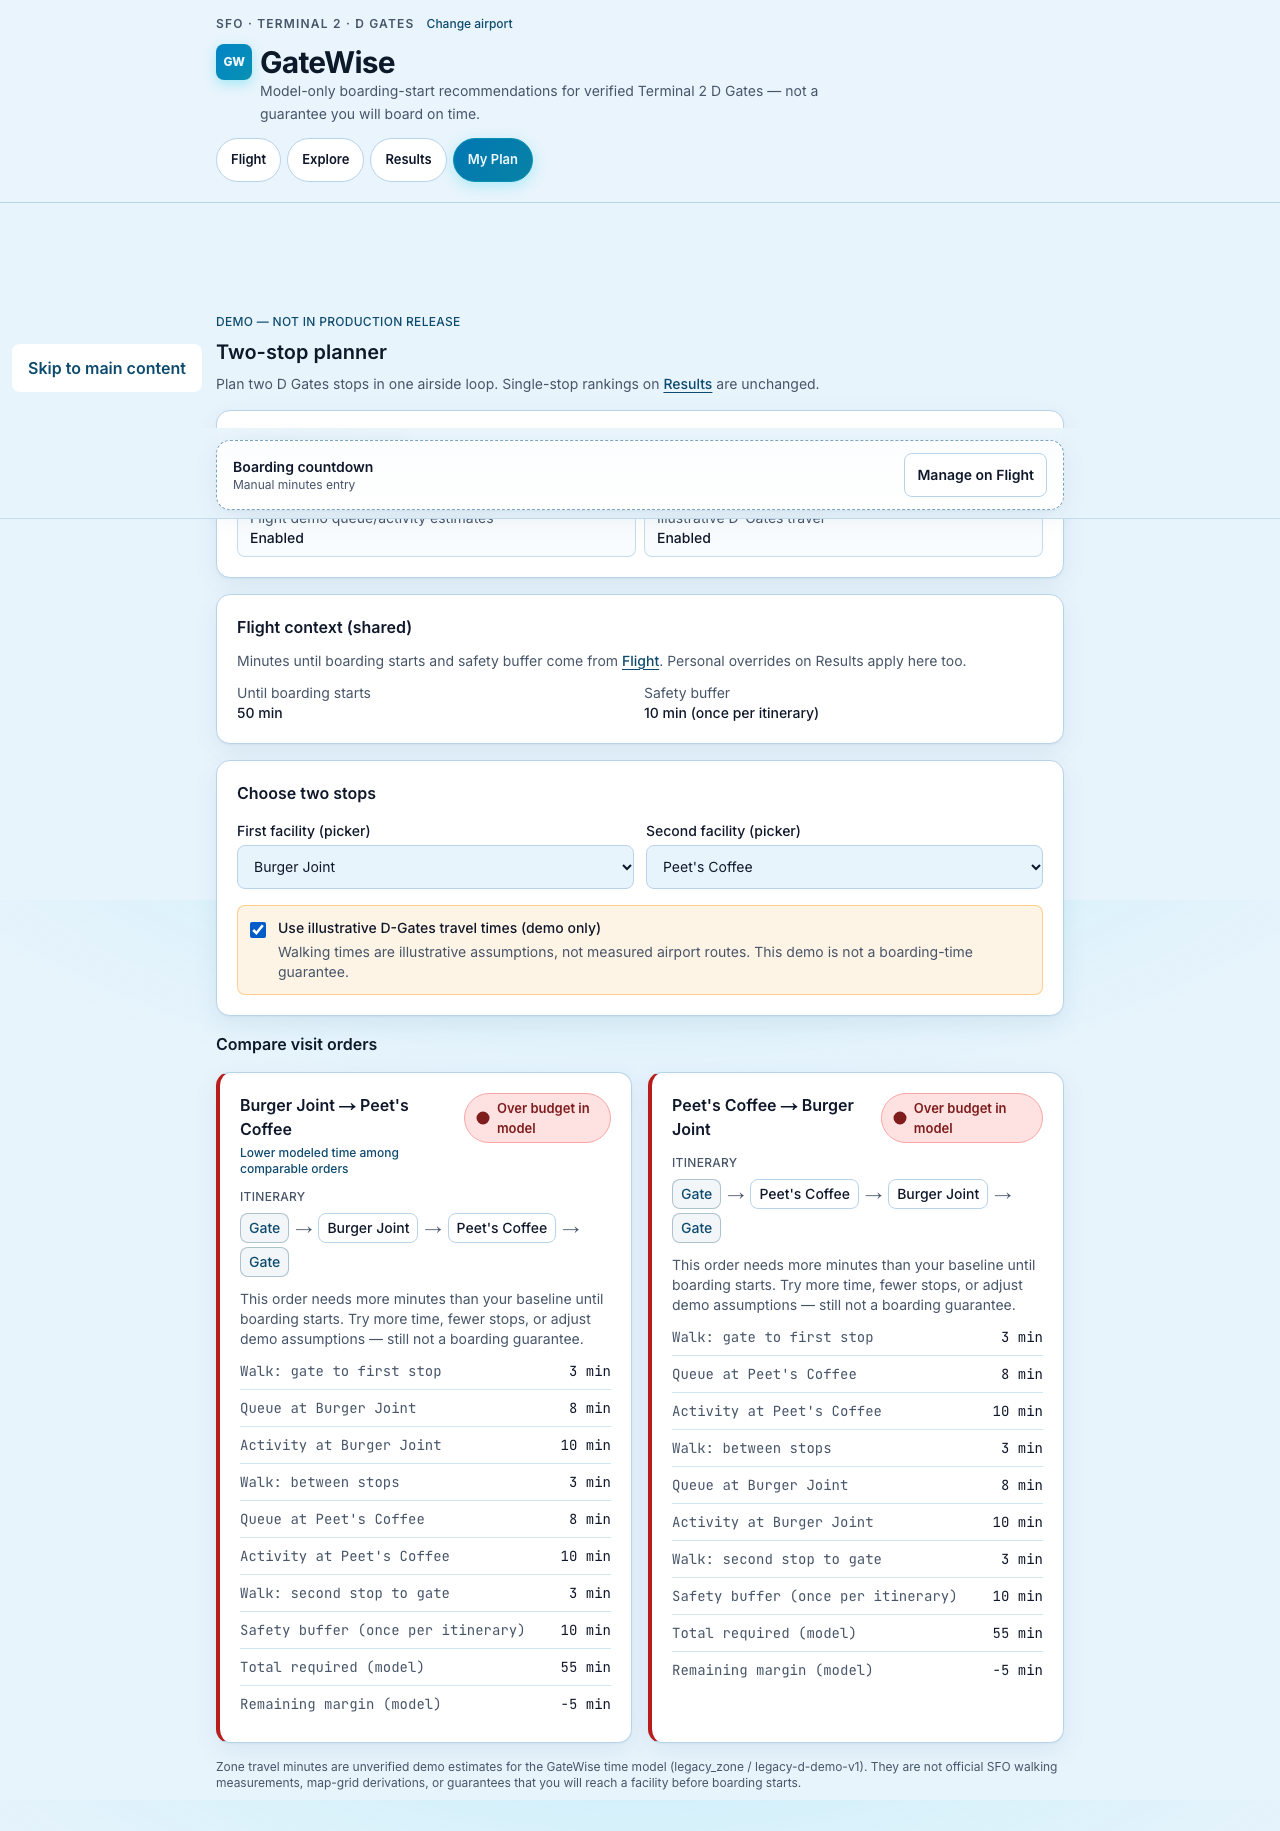 SFO · TERMINAL 2 · D GATES Change airport
GW GateWise
Model-only boarding-start recommendations for verified Terminal 2 D Gates — not a
guarantee you will board on time.
Flight Explore Results My Plan
DEMO — NOT IN PRODUCTION RELEASE
Skip to main content
Two-stop planner
Plan two D Gates stops in one airside loop. Single-stop rankings on Results are unchanged.
Boarding countdown
Manual minutes entry
Manage on Flight
Flight demo queue/activity estimates
Enabled
Illustrative D-Gates travel
Enabled
Flight context (shared)
Minutes until boarding starts and safety buffer come from Flight. Personal overrides on Results apply here too.
Until boarding starts
50 min
Safety buffer
10 min (once per itinerary)
Choose two stops
First facility (picker)
Burger Joint
Second facility (picker)
Peet's Coffee
Use illustrative D-Gates travel times (demo only)
Walking times are illustrative assumptions, not measured airport routes. This demo is not a boarding-time
guarantee.
Compare visit orders
Burger Joint → Peet's
Coffee
Over budget in
model
Lower modeled time among
comparable orders
ITINERARY
Gate → Burger Joint → Peet's Coffee →
Gate
This order needs more minutes than your baseline until
boarding starts. Try more time, fewer stops, or adjust
demo assumptions — still not a boarding guarantee.
Walk: gate to first stop 3 min
Queue at Burger Joint 8 min
Activity at Burger Joint 10 min
Walk: between stops 3 min
Queue at Peet's Coffee 8 min
Activity at Peet's Coffee 10 min
Walk: second stop to gate 3 min
Safety buffer (once per itinerary) 10 min
Total required (model) 55 min
Remaining margin (model) -5 min
Peet's Coffee → Burger
Joint
Over budget in
model
ITINERARY
Gate → Peet's Coffee → Burger Joint →
Gate
This order needs more minutes than your baseline until
boarding starts. Try more time, fewer stops, or adjust
demo assumptions — still not a boarding guarantee.
Walk: gate to first stop 3 min
Queue at Peet's Coffee 8 min
Activity at Peet's Coffee 10 min
Walk: between stops 3 min
Queue at Burger Joint 8 min
Activity at Burger Joint 10 min
Walk: second stop to gate 3 min
Safety buffer (once per itinerary) 10 min
Total required (model) 55 min
Remaining margin (model) -5 min
Zone travel minutes are unverified demo estimates for the GateWise time model (legacy_zone / legacy-d-demo-v1). They are not official SFO walking
measurements, map-grid derivations, or guarantees that you will reach a facility before boarding starts.